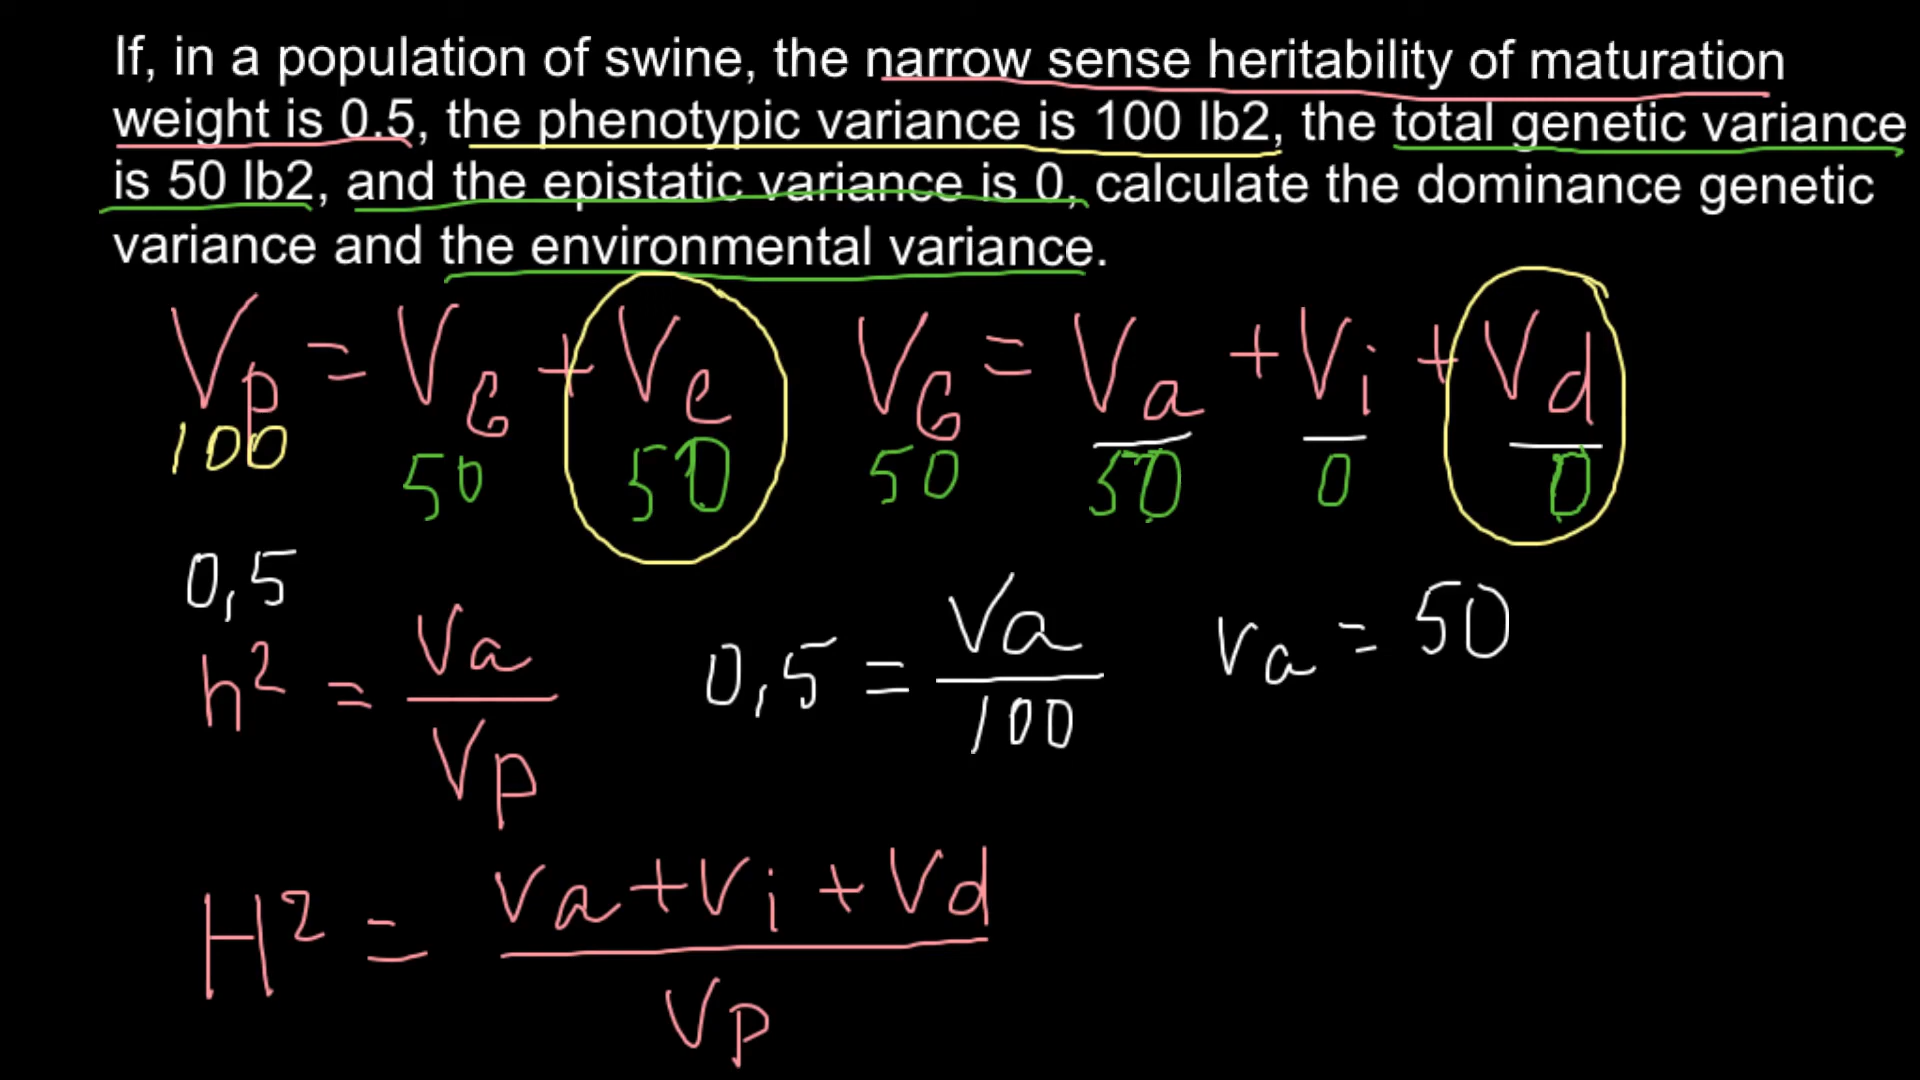 If, in a population of swine, the narrow sense heritability of maturation
weight is 0.5, the phenotypic variance is 100 lb2, the total genetic variance
is 50 lb2, and the epistatic variance is 0, calculate the dominance genetic
variance and the environmental variance.
Vp = VG + Ve VG = Va + Vi + Vd
100 50 50 50 50 0 0
0,5
h2 = Va / Vp 0,5 = Va / 100 Va = 50
H2 = Va + Vi + Vd / Vp